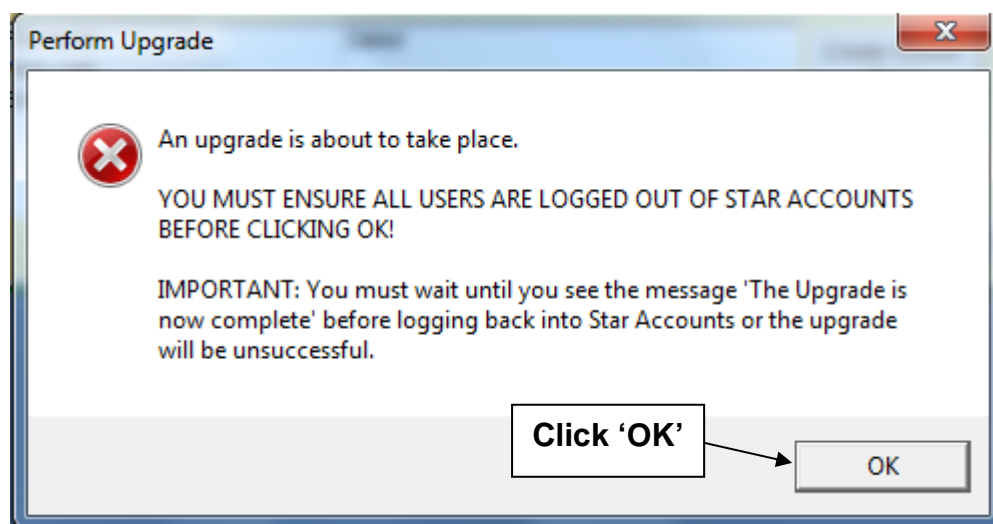 Perform Upgrade
An upgrade is about to take place.
YOU MUST ENSURE ALL USERS ARE LOGGED OUT OF STAR ACCOUNTS
BEFORE CLICKING OK!
IMPORTANT: You must wait until you see the message 'The Upgrade is
now complete' before logging back into Star Accounts or the upgrade
will be unsuccessful.
Click ‘OK’
OK